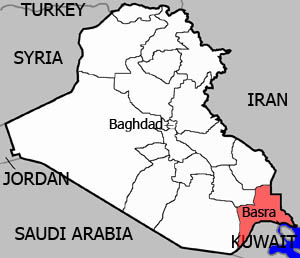 TURKEY
SYRIA
IRAN
Baghdad
JORDAN
Basra
SAUDI ARABIA
KUWAIT